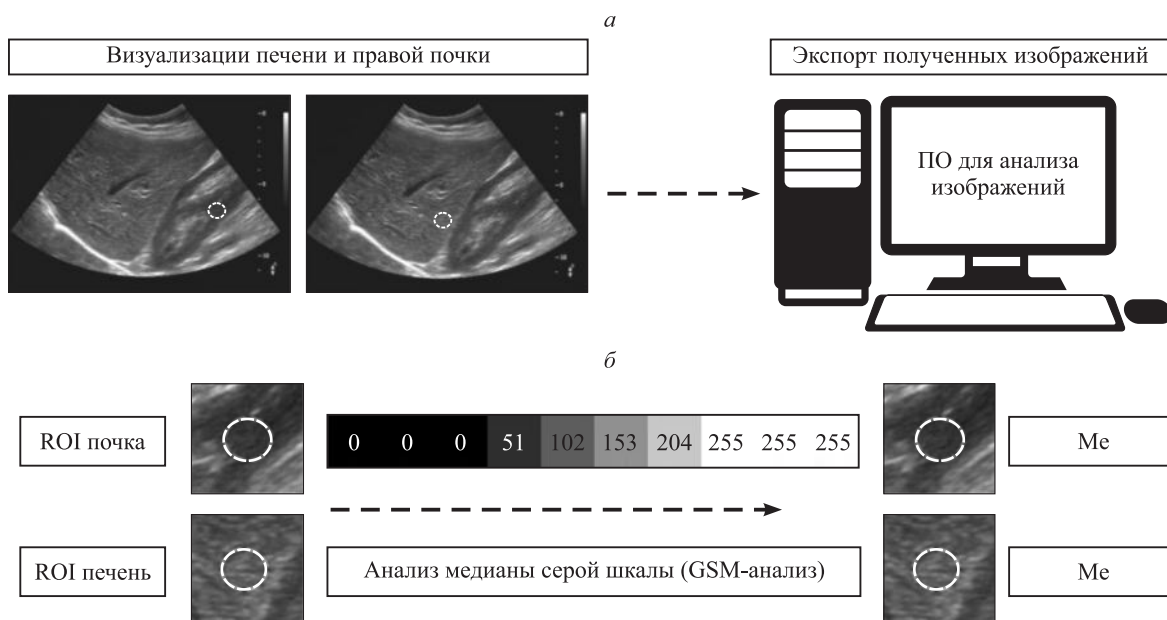 а
Визуализации печени и правой почки
Экспорт полученных изображений
ПО для анализа
изображений
б
ROI почка
0 0 0 51 102 153 204 255 255 255
Me
ROI печень
Анализ медианы серой шкалы (GSM-анализ)
Me